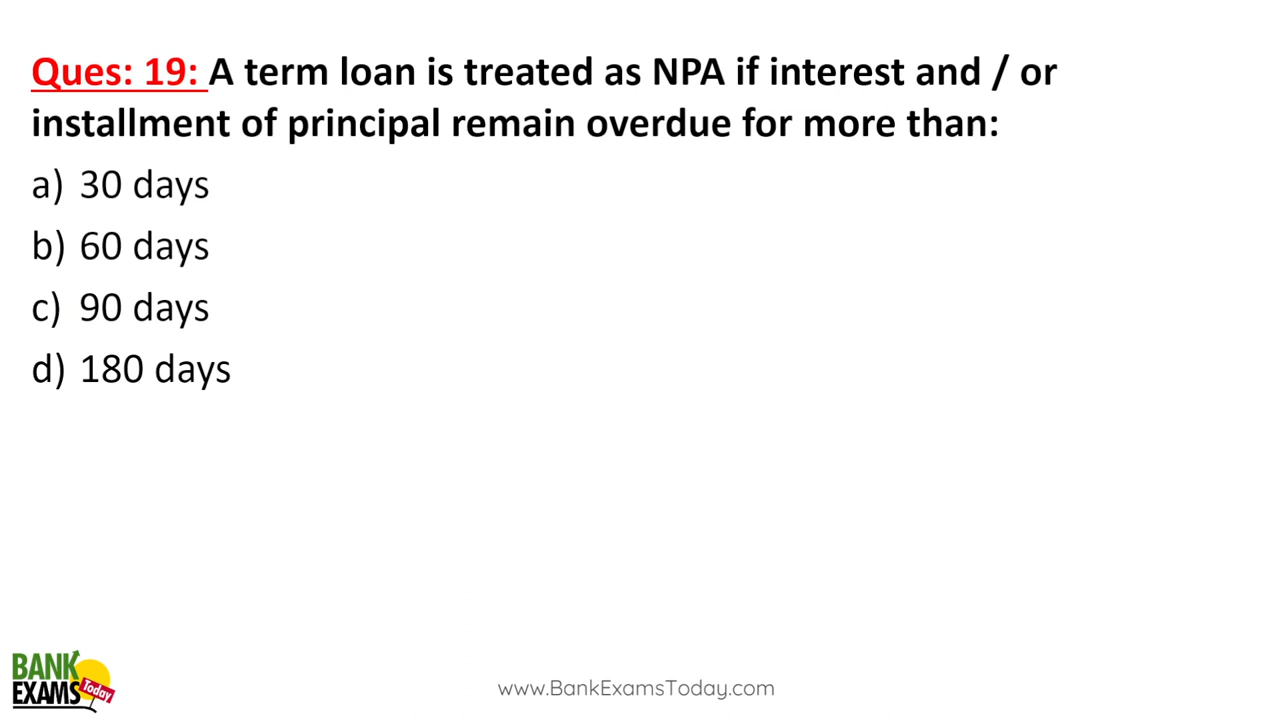 Ques: 19: A term loan is treated as NPA if interest and / or
installment of principal remain overdue for more than:
a) 30 days
b) 60 days
c) 90 days
d) 180 days
BANK
EXAMS
Today
www.BankExamsToday.com